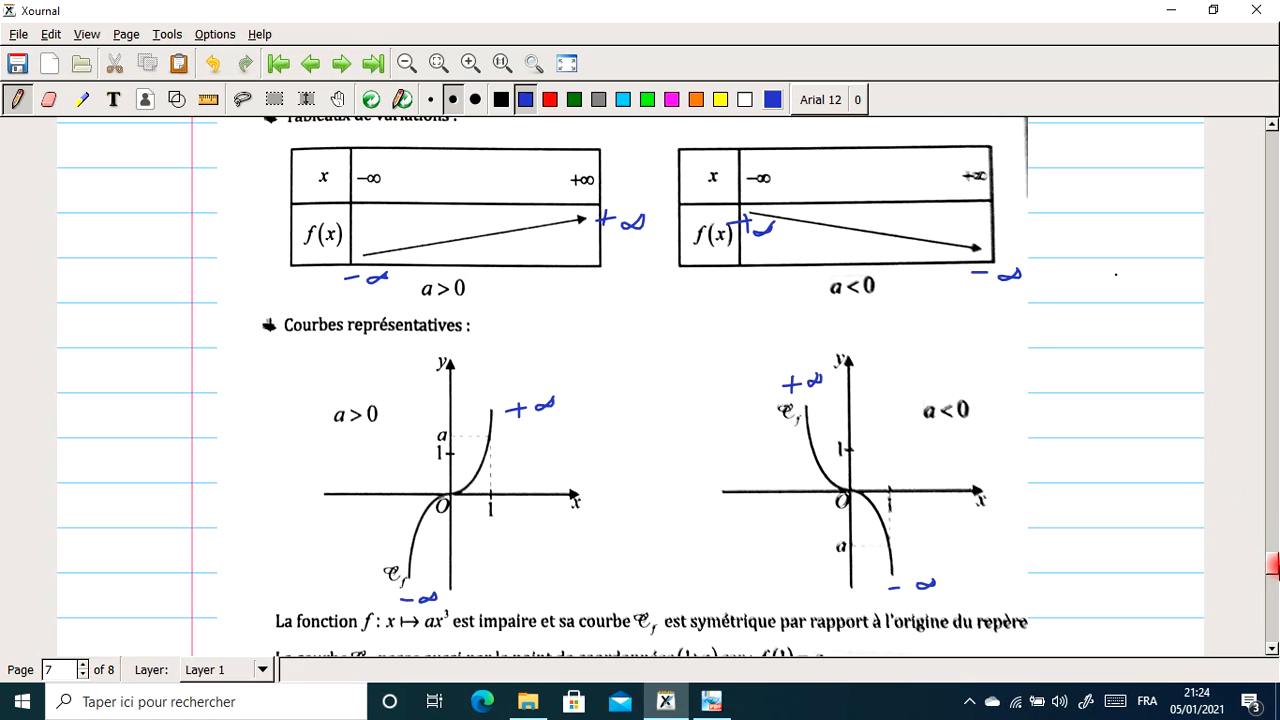 Xournal
File Edit View Page Tools Options Help
Arial 12 0
Tableaux de variations :
x −∞ +∞
f(x) −∞ +∞
a > 0
x −∞ +∞
f(x) +∞ −∞
a < 0
Courbes représentatives :
y
a > 0
+∞
a
1
O 1 x
𝒞f
−∞
y
+∞
𝒞f
a < 0
1
O 1 x
a
−∞
La fonction f : x ↦ ax³ est impaire et sa courbe 𝒞f est symétrique par rapport à l'origine du repère
Page 7 of 8 Layer: Layer 1
Taper ici pour rechercher
FRA
21:24
05/01/2021
3